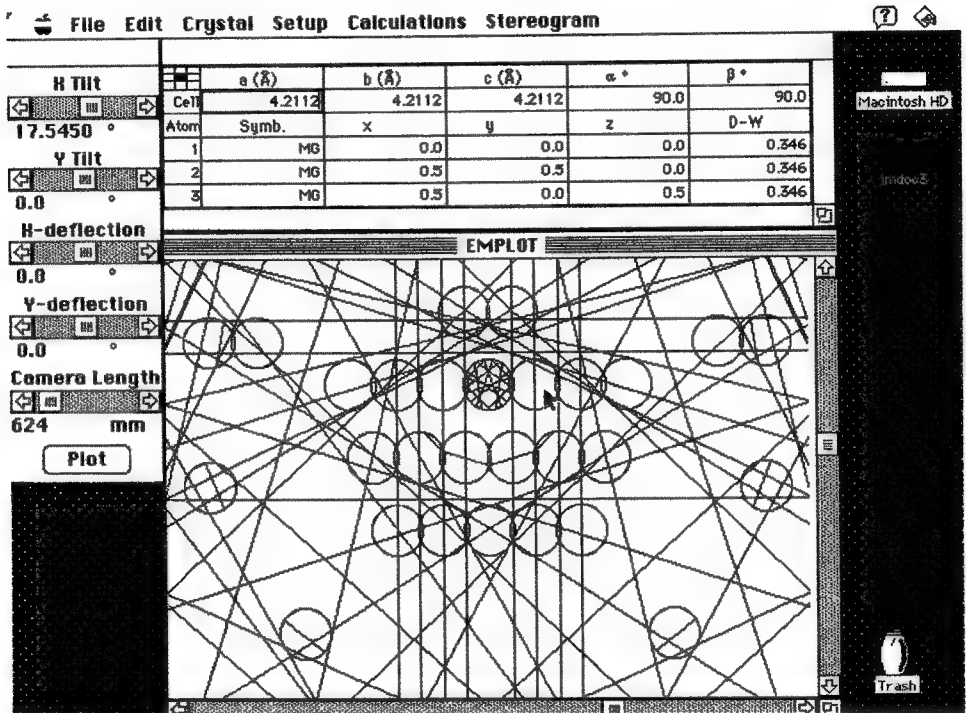 File Edit Crystal Setup Calculations Stereogram
X Tilt
17.5450 °
Y Tilt
0.0 °
X-deflection
0.0 °
Y-deflection
0.0 °
Camera Length
624 mm
Plot
a (Å) b (Å) c (Å) α ° β °
Cell 4.2112 4.2112 4.2112 90.0 90.0
Atom Symb. x y z D-W
1 MG 0.0 0.0 0.0 0.346
2 MG 0.5 0.5 0.0 0.346
3 MG 0.5 0.0 0.5 0.346
EMPLOT
Macintosh HD
Trash